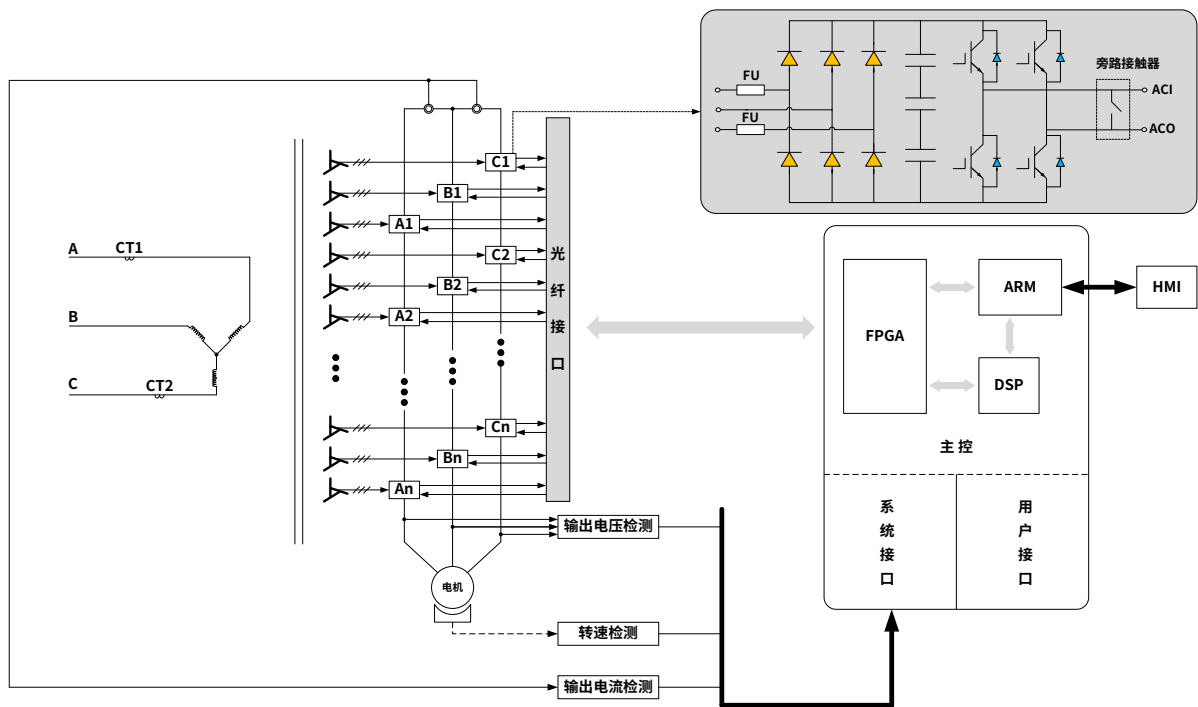 FU
FU
旁路接触器
ACI
ACO
A
CT1
B
C
CT2
C1
B1
A1
C2
B2
A2
Cn
Bn
An
光纤接口
FPGA
ARM
DSP
HMI
主控
系统接口
用户接口
输出电压检测
电机
转速检测
输出电流检测